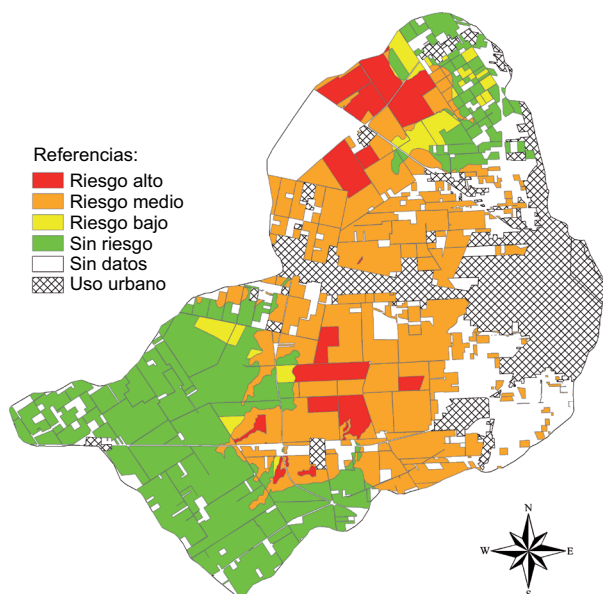 Referencias:
Riesgo alto
Riesgo medio
Riesgo bajo
Sin riesgo
Sin datos
Uso urbano
N
W E
S